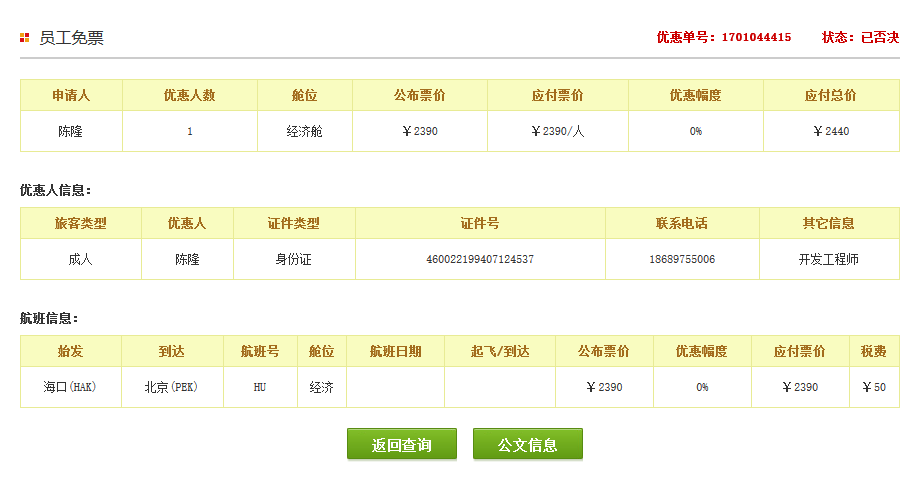 员工免票 优惠单号：1701044415 状态：已否决
申请人 优惠人数 舱位 公布票价 应付票价 优惠幅度 应付总价
陈隆 1 经济舱 ￥2390 ￥2390/人 0% ￥2440
优惠人信息：
旅客类型 优惠人 证件类型 证件号 联系电话 其它信息
成人 陈隆 身份证 460022199407124537 18689755006 开发工程师
航班信息：
始发 到达 航班号 舱位 航班日期 起飞/到达 公布票价 优惠幅度 应付票价 税费
海口(HAK) 北京(PEK) HU 经济 ￥2390 0% ￥2390 ￥50
返回查询 公文信息